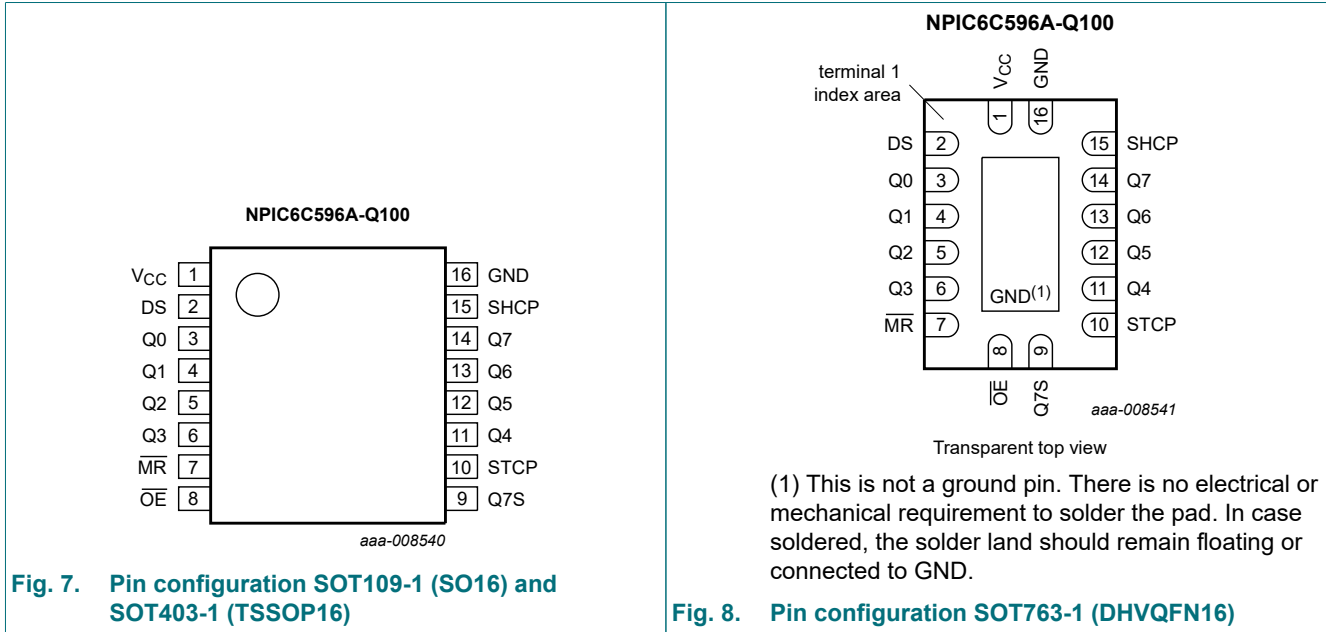 NPIC6C596A-Q100
VCC 1
DS 2
Q0 3
Q1 4
Q2 5
Q3 6
MR 7
OE 8
16 GND
15 SHCP
14 Q7
13 Q6
12 Q5
11 Q4
10 STCP
9 Q7S
aaa-008540
Fig. 7. Pin configuration SOT109-1 (SO16) and
SOT403-1 (TSSOP16)
NPIC6C596A-Q100
terminal 1
index area
VCC
GND
1
16
DS 2
Q0 3
Q1 4
Q2 5
Q3 6
MR 7
15 SHCP
14 Q7
13 Q6
12 Q5
11 Q4
10 STCP
GND(1)
8
9
OE
Q7S
aaa-008541
Transparent top view
(1) This is not a ground pin. There is no electrical or
mechanical requirement to solder the pad. In case
soldered, the solder land should remain floating or
connected to GND.
Fig. 8. Pin configuration SOT763-1 (DHVQFN16)